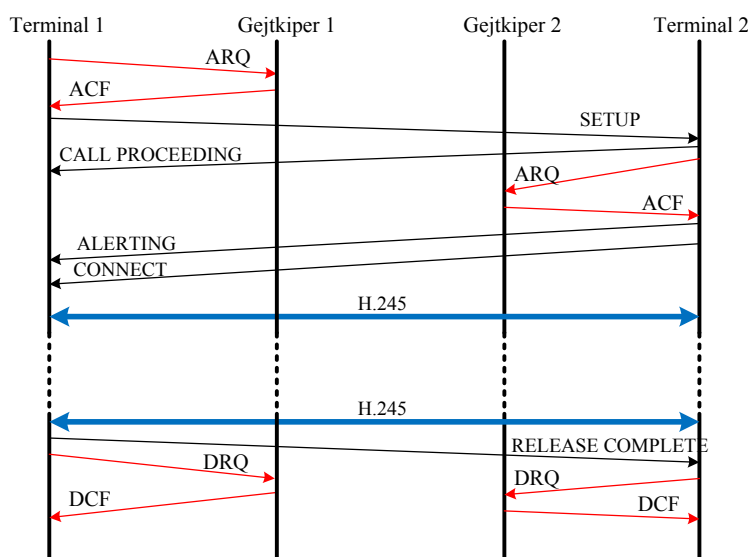 Terminal 1 Gejtkiper 1 Gejtkiper 2 Terminal 2
ARQ
ACF
SETUP
CALL PROCEEDING
ARQ
ACF
ALERTING
CONNECT
H.245
H.245
RELEASE COMPLETE
DRQ
DRQ
DCF
DCF